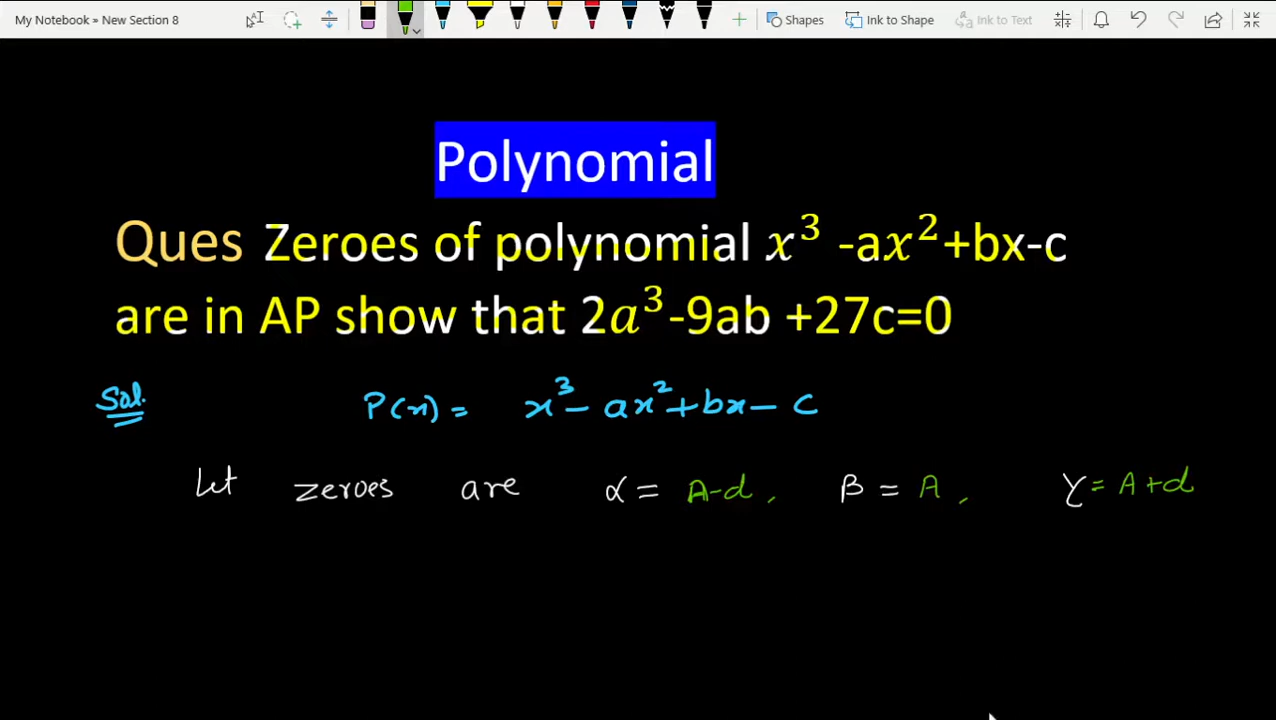 My Notebook » New Section 8
Shapes Ink to Shape Ink to Text
Polynomial
Ques Zeroes of polynomial x³ -ax²+bx-c
are in AP show that 2a³-9ab +27c=0
Sol. P(x) = x³- ax²+bx- c
Let zeroes are α = A-d, β = A, γ = A+d